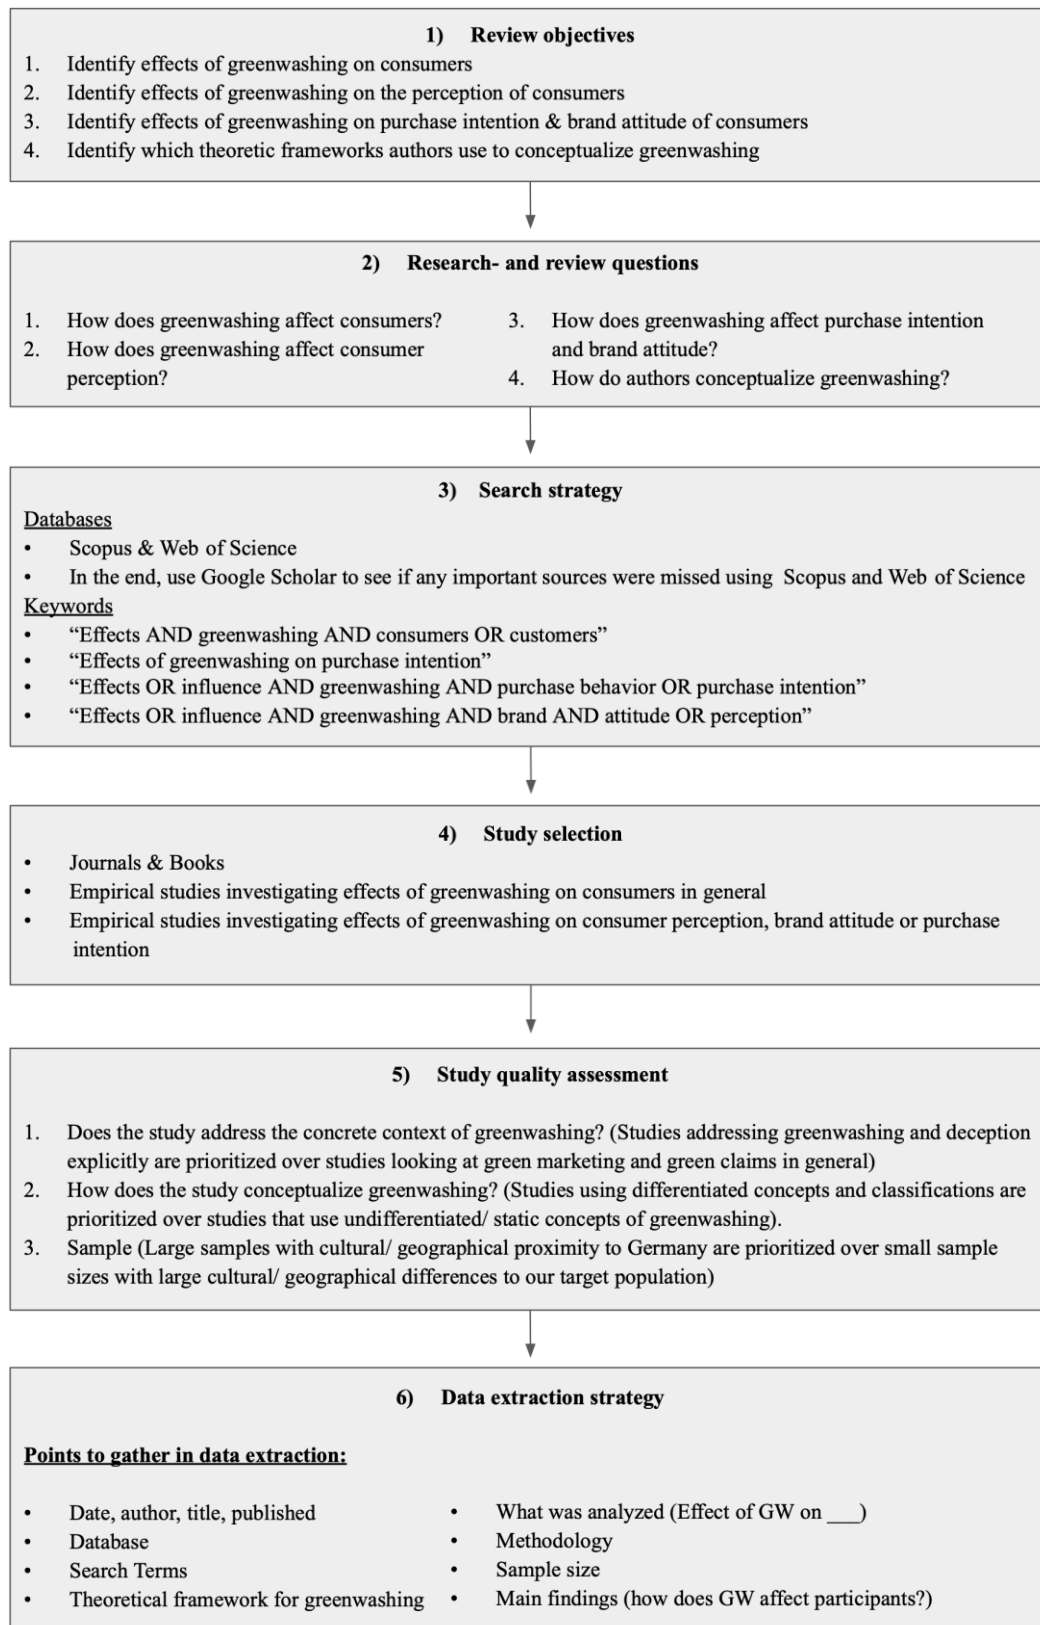 1) Review objectives
1. Identify effects of greenwashing on consumers
2. Identify effects of greenwashing on the perception of consumers
3. Identify effects of greenwashing on purchase intention & brand attitude of consumers
4. Identify which theoretic frameworks authors use to conceptualize greenwashing
2) Research- and review questions
1. How does greenwashing affect consumers?
2. How does greenwashing affect consumer
perception?
3. How does greenwashing affect purchase intention
and brand attitude?
4. How do authors conceptualize greenwashing?
3) Search strategy
Databases
• Scopus & Web of Science
• In the end, use Google Scholar to see if any important sources were missed using Scopus and Web of Science
Keywords
• “Effects AND greenwashing AND consumers OR customers”
• “Effects of greenwashing on purchase intention”
• “Effects OR influence AND greenwashing AND purchase behavior OR purchase intention”
• “Effects OR influence AND greenwashing AND brand AND attitude OR perception”
4) Study selection
• Journals & Books
• Empirical studies investigating effects of greenwashing on consumers in general
• Empirical studies investigating effects of greenwashing on consumer perception, brand attitude or purchase
intention
5) Study quality assessment
1. Does the study address the concrete context of greenwashing? (Studies addressing greenwashing and deception
explicitly are prioritized over studies looking at green marketing and green claims in general)
2. How does the study conceptualize greenwashing? (Studies using differentiated concepts and classifications are
prioritized over studies that use undifferentiated/ static concepts of greenwashing).
3. Sample (Large samples with cultural/ geographical proximity to Germany are prioritized over small sample
sizes with large cultural/ geographical differences to our target population)
6) Data extraction strategy
Points to gather in data extraction:
• Date, author, title, published
• Database
• Search Terms
• Theoretical framework for greenwashing
• What was analyzed (Effect of GW on ___)
• Methodology
• Sample size
• Main findings (how does GW affect participants?)